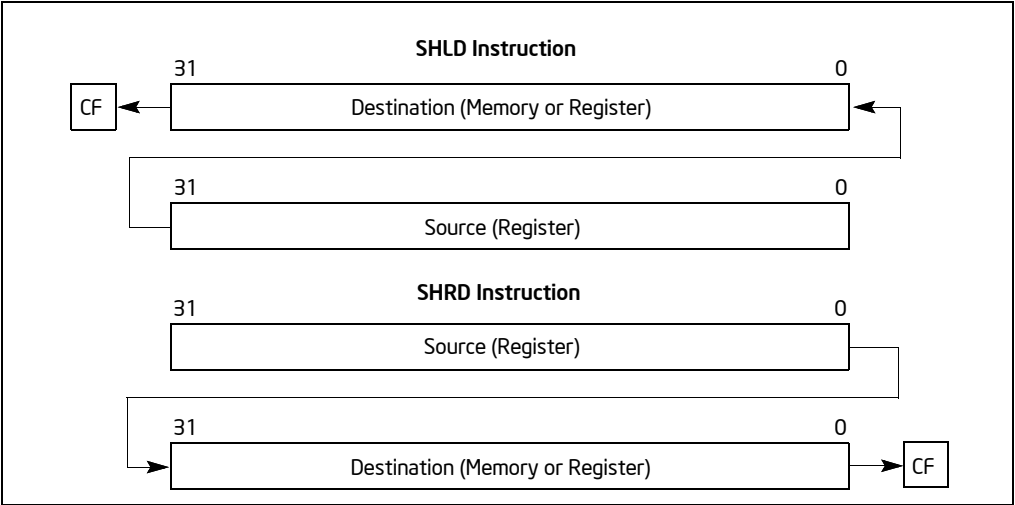 SHLD Instruction
31 0
CF
Destination (Memory or Register)
31 0
Source (Register)
SHRD Instruction
31 0
Source (Register)
31 0
Destination (Memory or Register)
CF